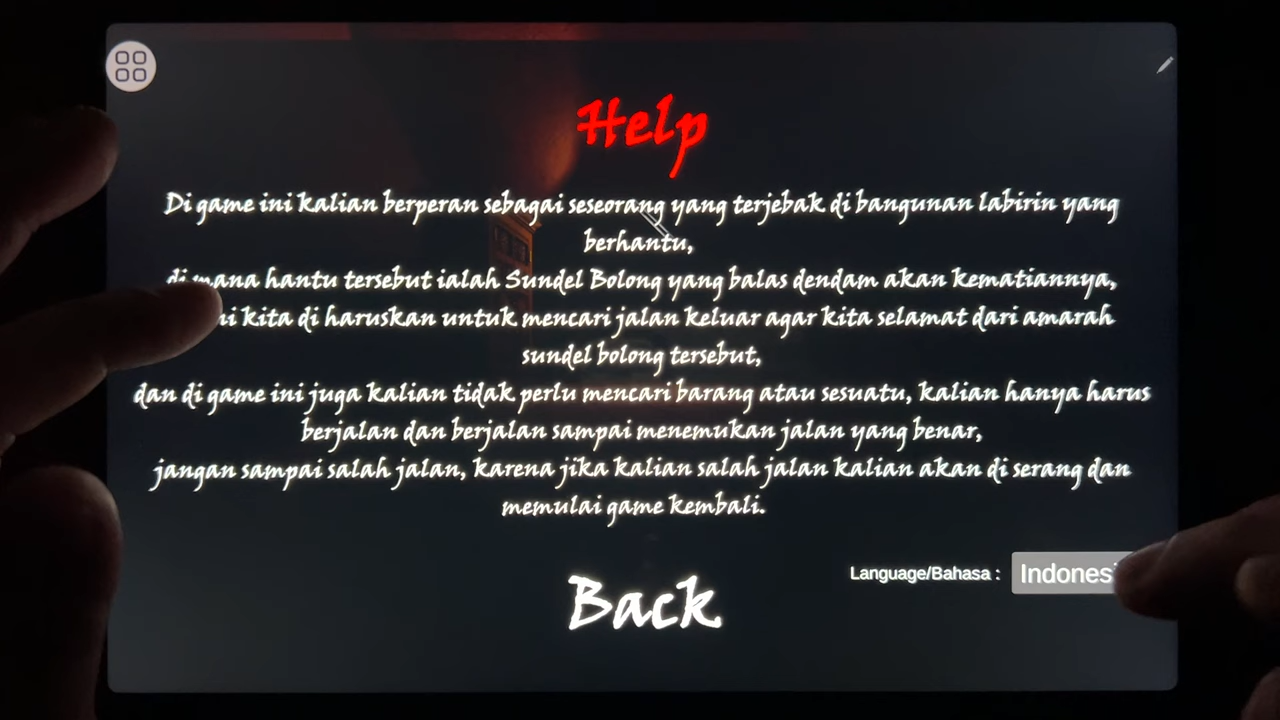 Help
Di game ini kalian berperan sebagai seseorang yang terjebak di bangunan labirin yang
berhantu,
di mana hantu tersebut ialah Sundel Bolong yang balas dendam akan kematiannya,
kita di haruskan untuk mencari jalan keluar agar kita selamat dari amarah
sundel bolong tersebut,
dan di game ini juga kalian tidak perlu mencari barang atau sesuatu, kalian hanya harus
berjalan dan berjalan sampai menemukan jalan yang benar,
jangan sampai salah jalan, karena jika kalian salah jalan kalian akan di serang dan
memulai game kembali.
Language/Bahasa :
Back